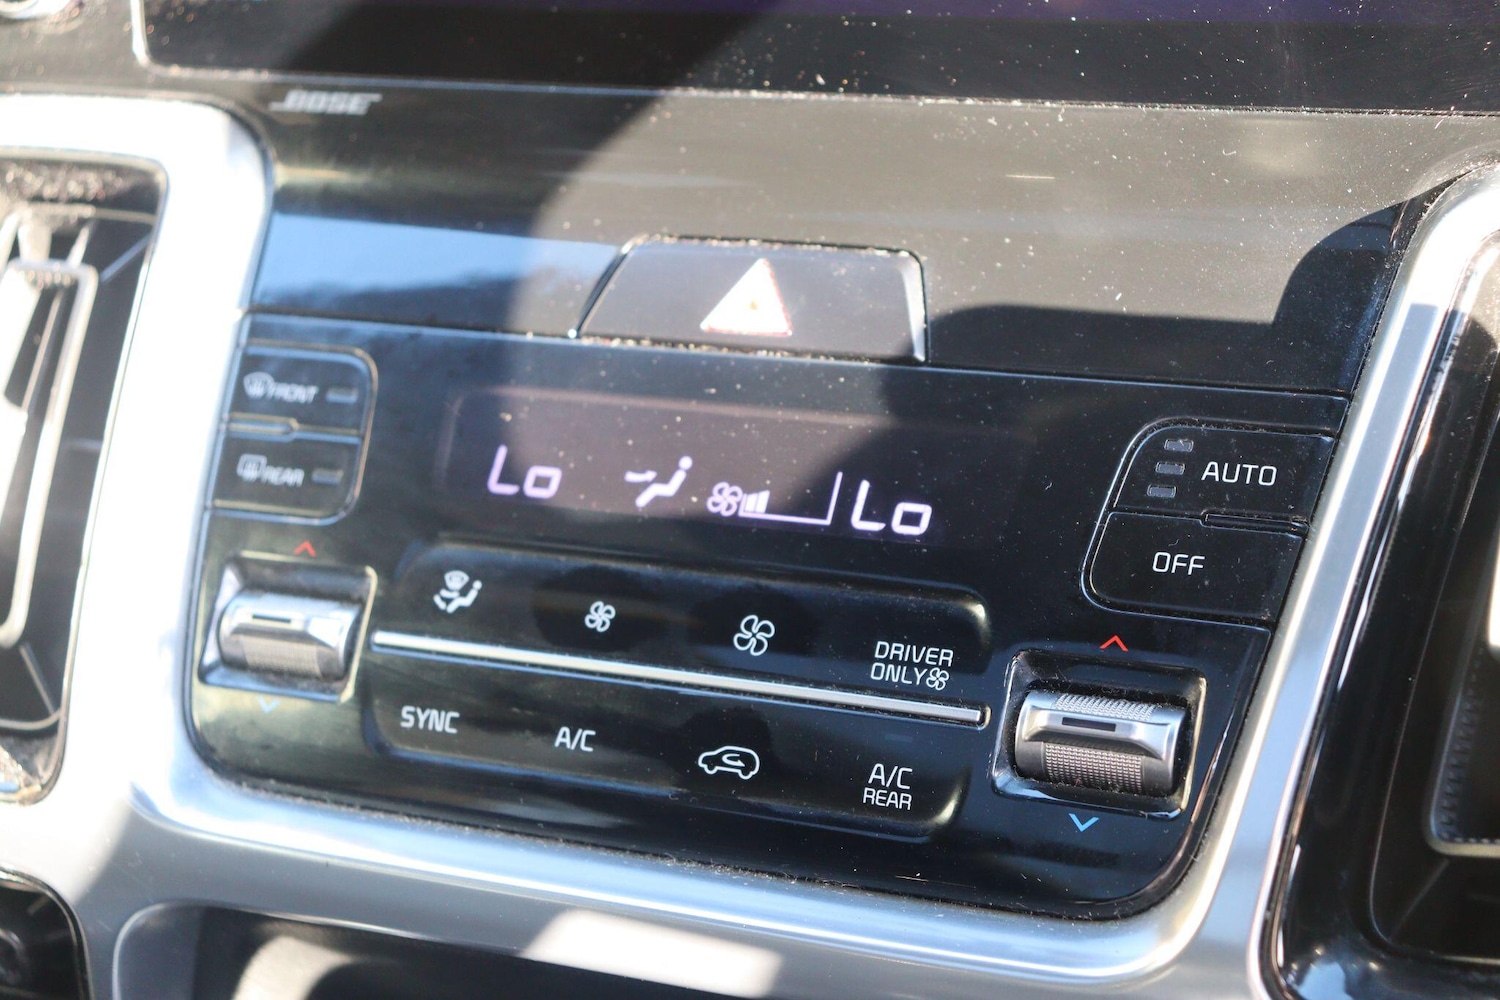 BOSE
FRONT
REAR
Lo
Lo
AUTO
OFF
DRIVER
ONLY
SYNC
A/C
A/C
REAR